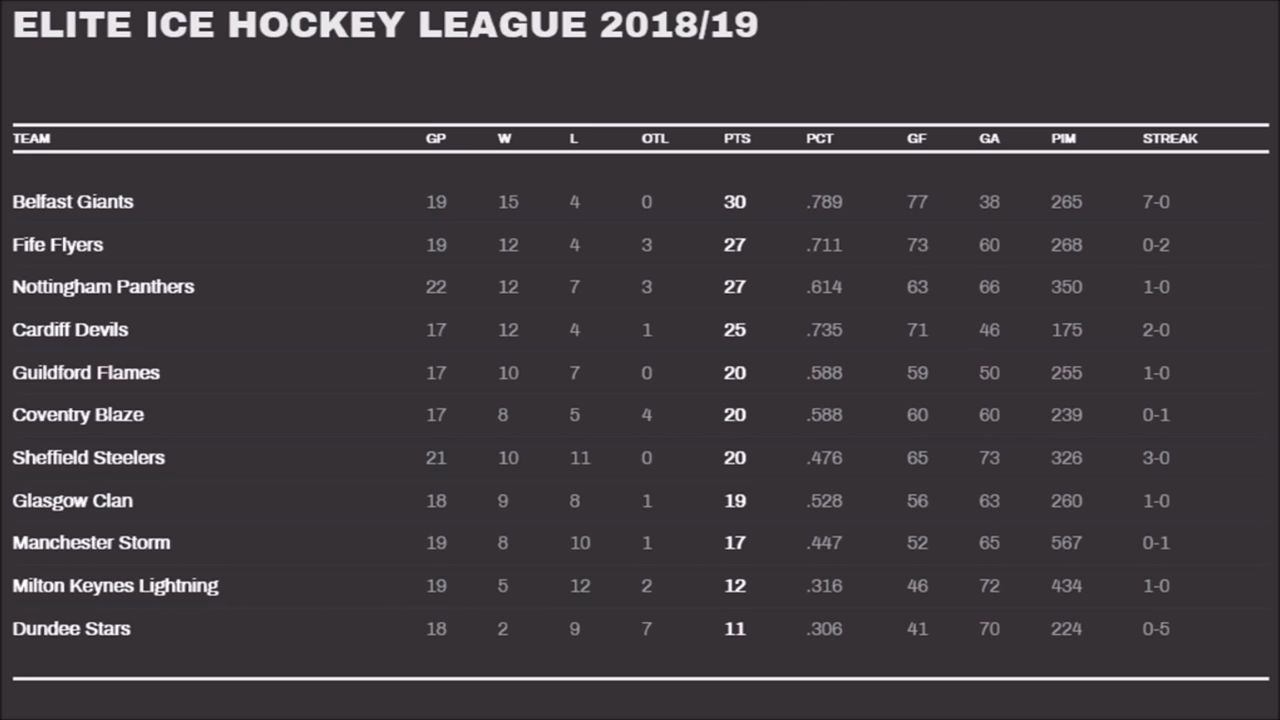 ELITE ICE HOCKEY LEAGUE 2018/19
TEAM GP W L OTL PTS PCT GF GA PIM STREAK
Belfast Giants 19 15 4 0 30 .789 77 38 265 7-0
Fife Flyers 19 12 4 3 27 .711 73 60 268 0-2
Nottingham Panthers 22 12 7 3 27 .614 63 66 350 1-0
Cardiff Devils 17 12 4 1 25 .735 71 46 175 2-0
Guildford Flames 17 10 7 0 20 .588 59 50 255 1-0
Coventry Blaze 17 8 5 4 20 .588 60 60 239 0-1
Sheffield Steelers 21 10 11 0 20 .476 65 73 326 3-0
Glasgow Clan 18 9 8 1 19 .528 56 63 260 1-0
Manchester Storm 19 8 10 1 17 .447 52 65 567 0-1
Milton Keynes Lightning 19 5 12 2 12 .316 46 72 434 1-0
Dundee Stars 18 2 9 7 11 .306 41 70 224 0-5